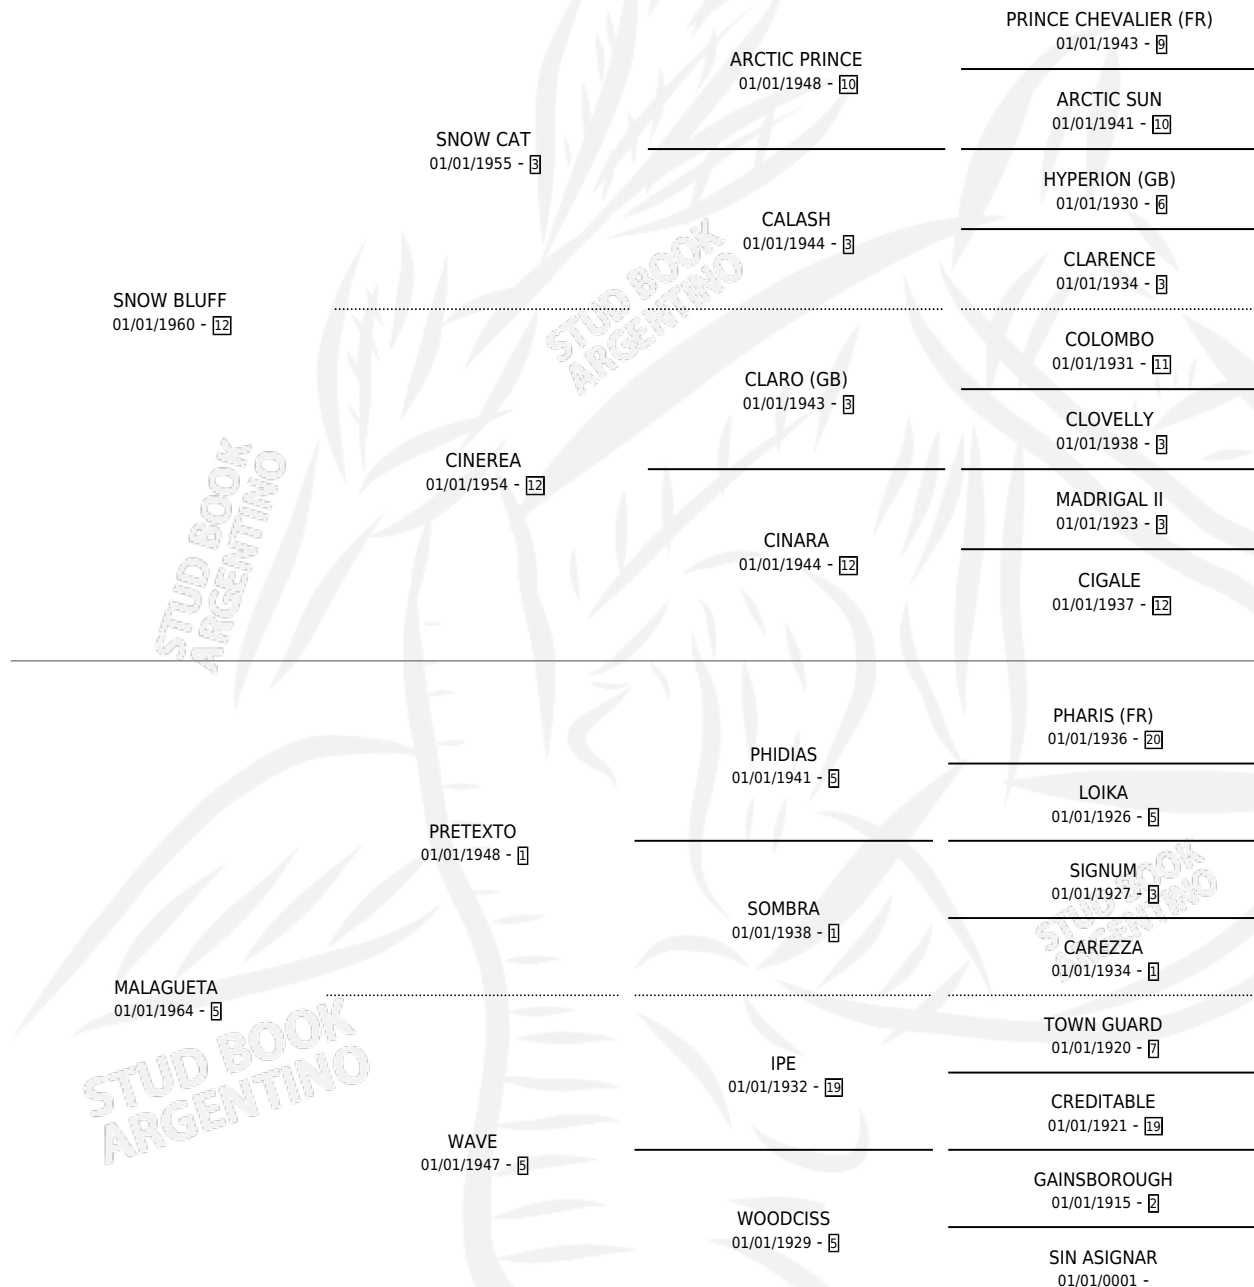 PRINCE CHEVALIER (FR)
01/01/1943 - 9
ARCTIC PRINCE
01/01/1948 - 10
ARCTIC SUN
01/01/1941 - 10
SNOW CAT
01/01/1955 - 3
HYPERION (GB)
01/01/1930 - 6
CALASH
01/01/1944 - 3
CLARENCE
01/01/1934 - 3
SNOW BLUFF
01/01/1960 - 12
COLOMBO
01/01/1931 - 11
CLARO (GB)
01/01/1943 - 3
CLOVELLY
01/01/1938 - 3
CINEREA
01/01/1954 - 12
MADRIGAL II
01/01/1923 - 3
CINARA
01/01/1944 - 12
CIGALE
01/01/1937 - 12
PHARIS (FR)
01/01/1936 - 20
PHIDIAS
01/01/1941 - 5
LOIKA
01/01/1926 - 5
PRETEXTO
01/01/1948 - 1
SIGNUM
01/01/1927 - 3
SOMBRA
01/01/1938 - 1
CAREZZA
01/01/1934 - 1
MALAGUETA
01/01/1964 - 5
TOWN GUARD
01/01/1920 - 7
IPE
01/01/1932 - 19
CREDITABLE
01/01/1921 - 19
WAVE
01/01/1947 - 5
GAINSBOROUGH
01/01/1915 - 2
WOODCISS
01/01/1929 - 5
SIN ASIGNAR
01/01/0001 -
STUD BOOK
ARGENTINO
STUD BOOK
ARGENTINO
STUD BOOK
ARGENTINO
STUD BOOK
ARGENTINO